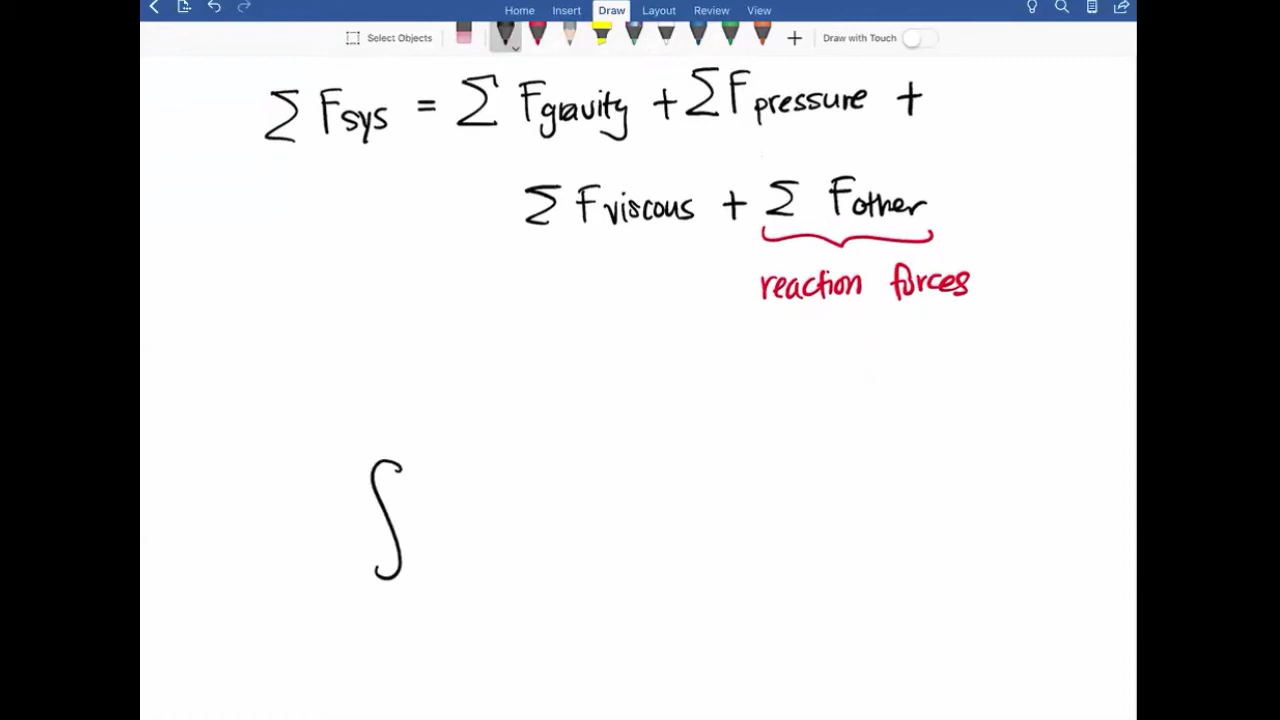 Home Insert Draw Layout Review View
Select Objects Draw with Touch
∑ Fsys = ∑ Fgravity + ∑ Fpressure +
∑ Fviscous + ∑ Fother
reaction forces
∫